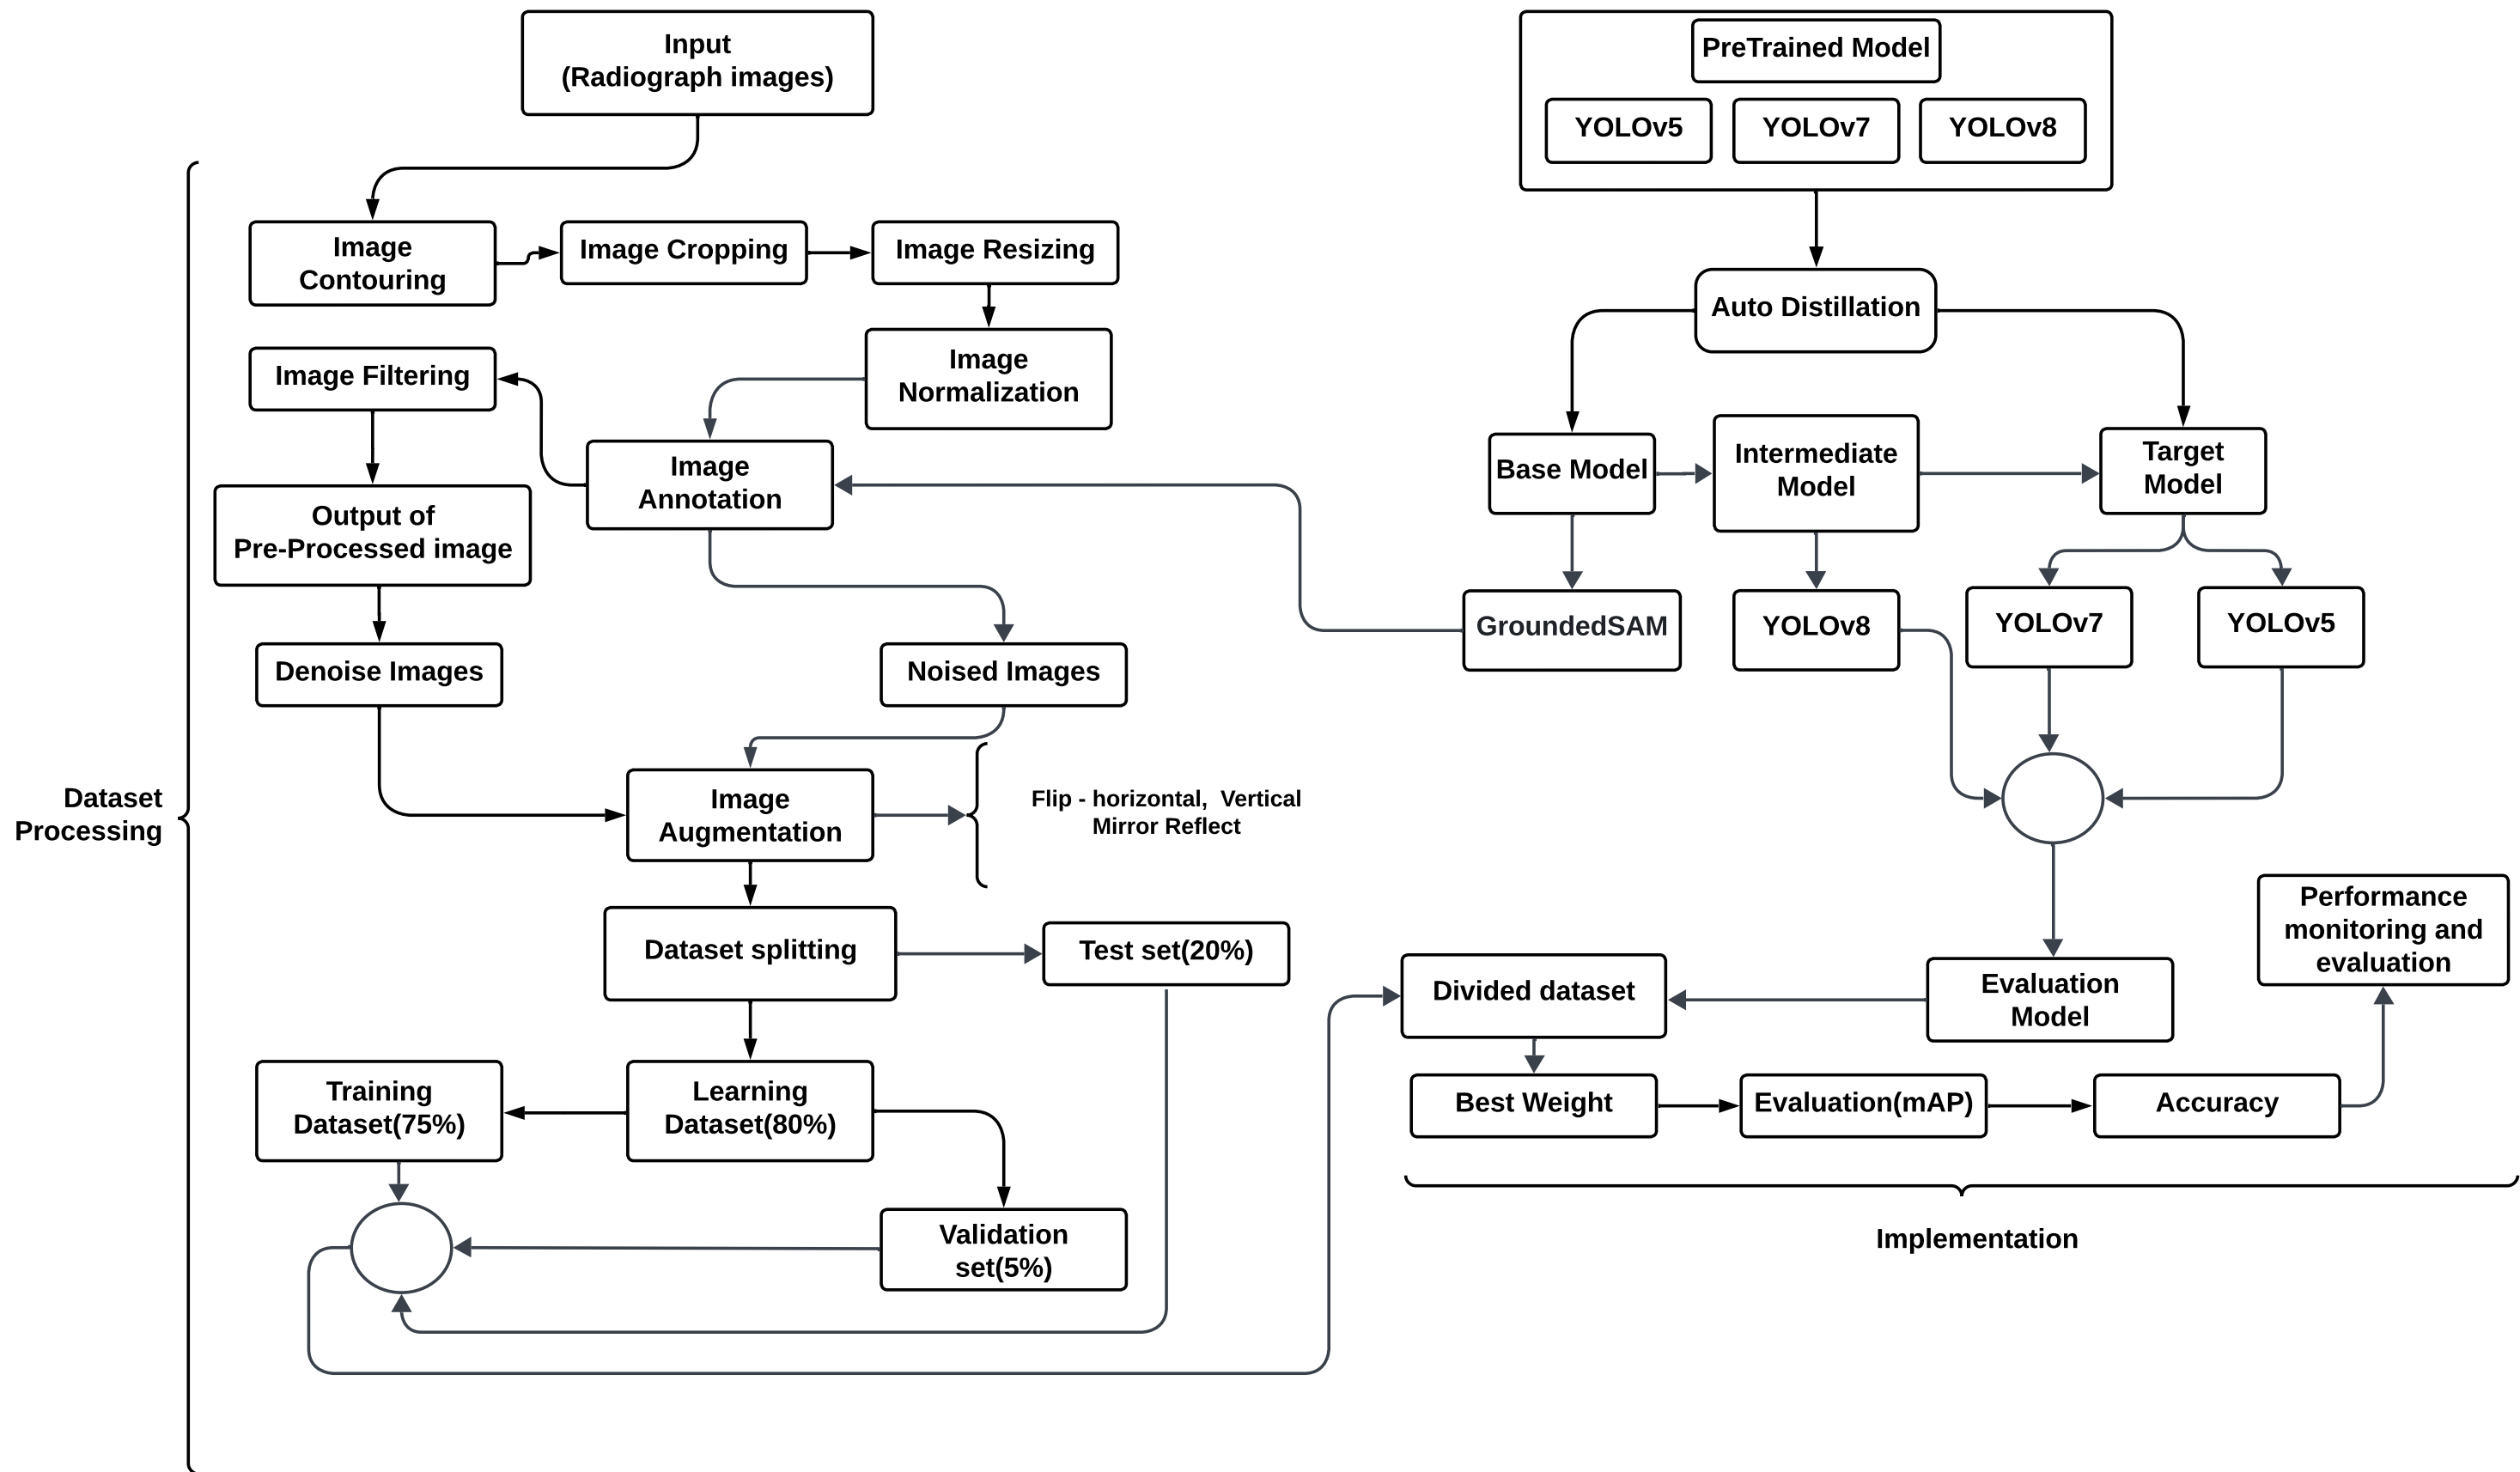 Input
(Radiograph images)
Image
Contouring
Image Cropping
Image Resizing
Image
Normalization
Image Filtering
Image
Annotation
Output of
Pre-Processed image
Denoise Images
Noised Images
Dataset
Processing
Image
Augmentation
Flip - horizontal,  Vertical
Mirror Reflect
Dataset splitting
Test set(20%)
Training
Dataset(75%)
Learning
Dataset(80%)
Validation
set(5%)
PreTrained Model
YOLOv5
YOLOv7
YOLOv8
Auto Distillation
Base Model
Intermediate
Model
Target
Model
GroundedSAM
YOLOv8
YOLOv7
YOLOv5
Performance
monitoring and
evaluation
Divided dataset
Evaluation
Model
Best Weight
Evaluation(mAP)
Accuracy
Implementation